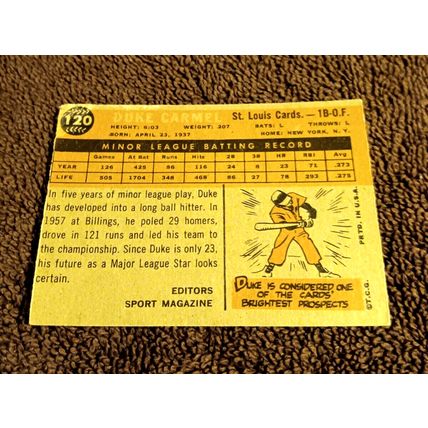 120
DUKE CARMEL
St. Louis Cards. — 1B-O.F.
HEIGHT: 6:03 WEIGHT: 207 BATS: L THROWS: L
BORN: APRIL 23, 1937 HOME: NEW YORK, N. Y.
MINOR LEAGUE BATTING RECORD
Games At Bat Runs Hits 2B 3B HR RBI Avg.
YEAR 126 456 86 116 24 8 23 71 .273
LIFE 505 1704 348 468 86 27 78 293 .275
In five years of minor league play, Duke
has developed into a long ball hitter. In
1957 at Billings, he poled 29 homers,
drove in 121 runs and led his team to
the championship. Since Duke is only 23,
his future as a Major League Star looks
certain.
EDITORS
SPORT MAGAZINE
DUKE IS CONSIDERED ONE
OF THE CARDS'
BRIGHTEST PROSPECTS
©T.C.G. PRTD. IN U.S.A.